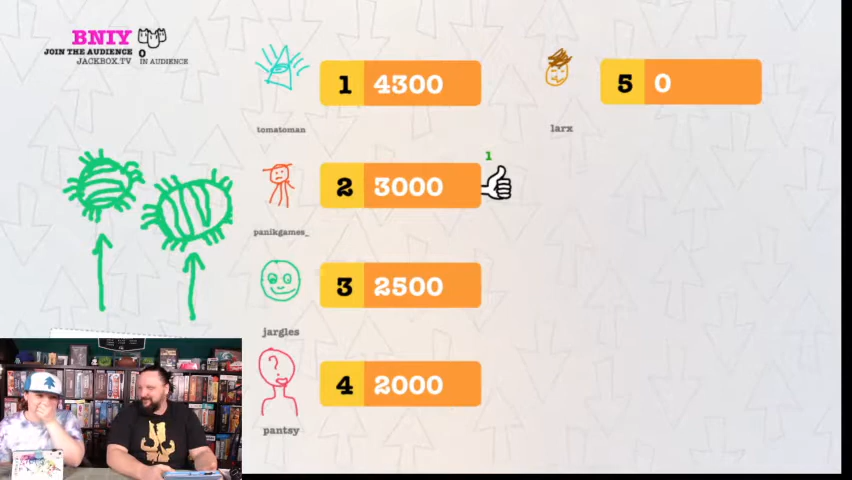 BNIY
JOIN THE AUDIENCE
JACKBOX.TV
0
IN AUDIENCE
1 4300
tomatoman
2 3000
1
panikgames_
3 2500
jargles
?
4 2000
pantsy
5 0
larx